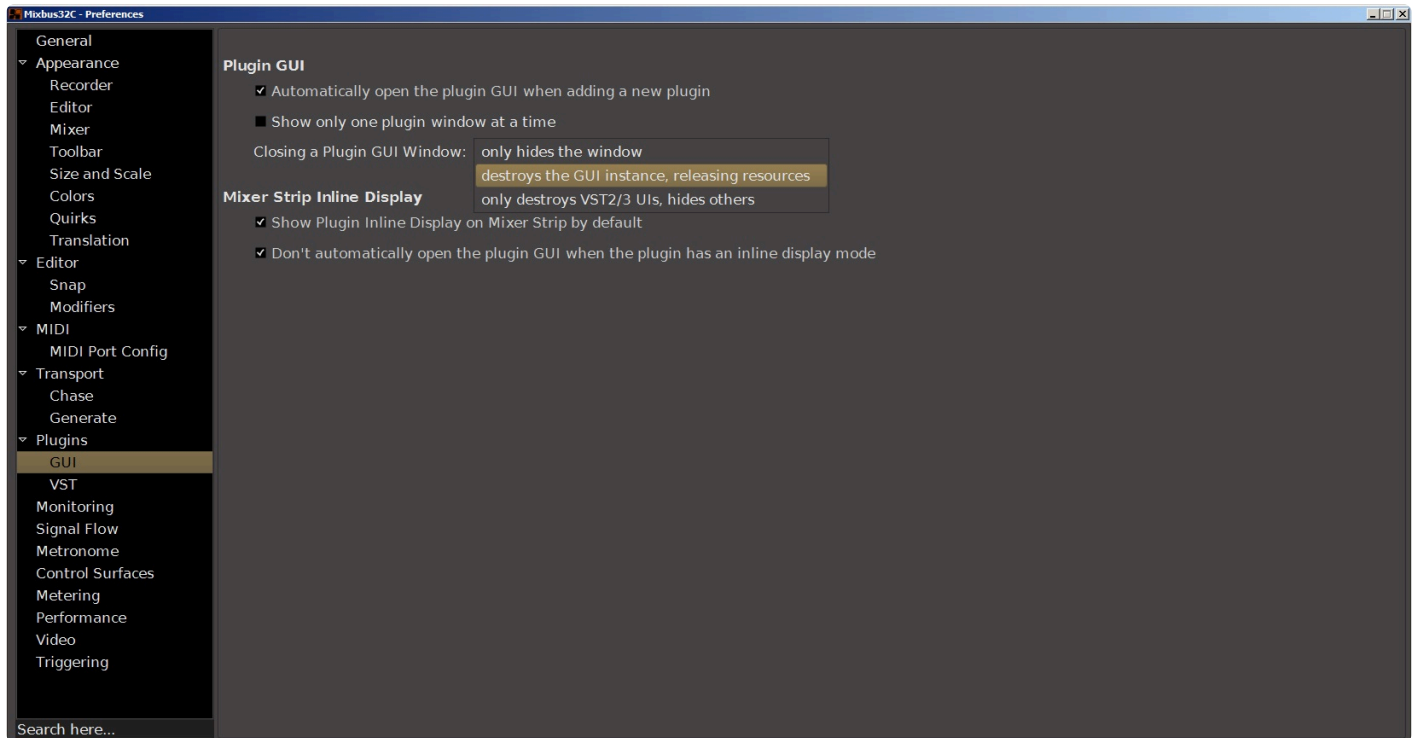 Mixbus32C - Preferences
General
Appearance
Recorder
Editor
Mixer
Toolbar
Size and Scale
Colors
Quirks
Translation
Editor
Snap
Modifiers
MIDI
MIDI Port Config
Transport
Chase
Generate
Plugins
GUI
VST
Monitoring
Signal Flow
Metronome
Control Surfaces
Metering
Performance
Video
Triggering
Search here...
Plugin GUI
Automatically open the plugin GUI when adding a new plugin
Show only one plugin window at a time
Closing a Plugin GUI Window: only hides the window
destroys the GUI instance, releasing resources
only destroys VST2/3 UIs, hides others
Mixer Strip Inline Display
Show Plugin Inline Display on Mixer Strip by default
Don't automatically open the plugin GUI when the plugin has an inline display mode